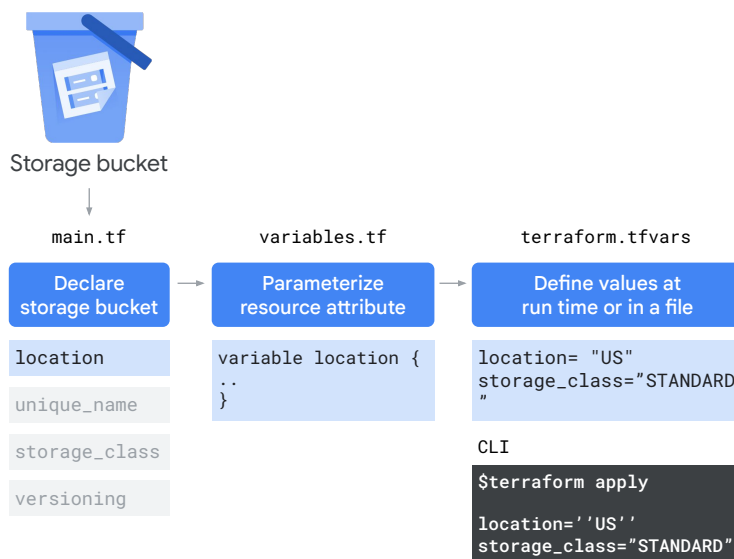 Storage bucket
main.tf
Declare
storage bucket
location
unique_name
storage_class
versioning
variables.tf
Parameterize
resource attribute
variable location {
..
}
terraform.tfvars
Define values at
run time or in a file
location= "US"
storage_class=”STANDARD
”
CLI
$terraform apply
location=’’US’’
storage_class=”STANDARD”